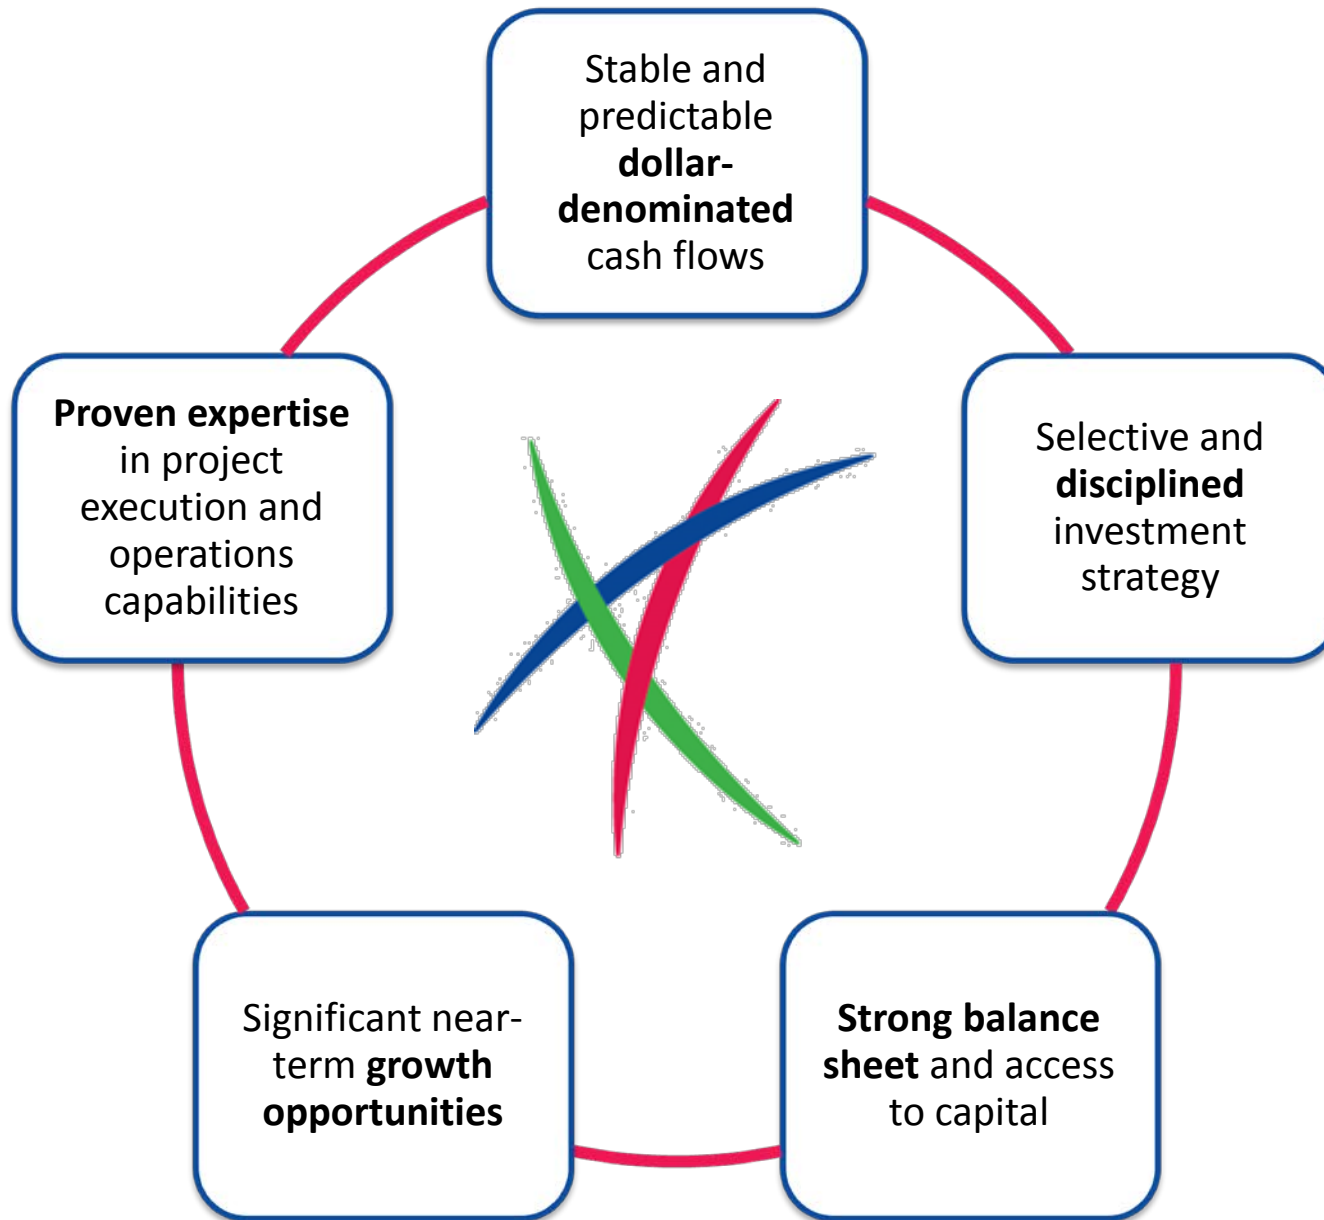 Stable and
predictable
dollar-
denominated
cash flows
Proven expertise
in project
execution and
operations
capabilities
Selective and
disciplined
investment
strategy
Significant near-
term growth
opportunities
Strong balance
sheet and access
to capital